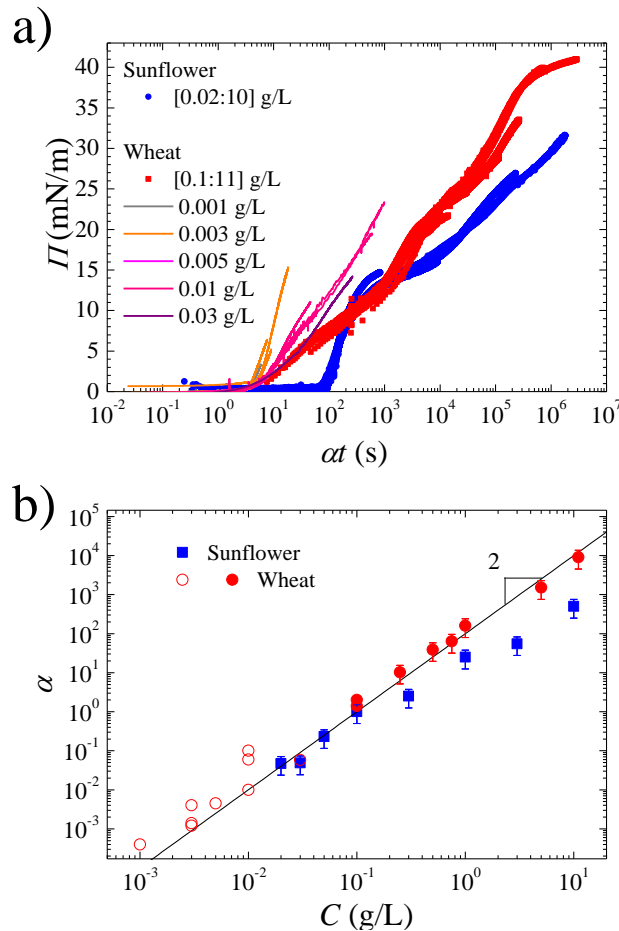 a)
Π (mN/m)
40
35
30
25
20
15
10
5
0
Sunflower
[0.02:10] g/L
Wheat
[0.1:11] g/L
0.001 g/L
0.003 g/L
0.005 g/L
0.01 g/L
0.03 g/L
10⁻² 10⁻¹ 10⁰ 10¹ 10² 10³ 10⁴ 10⁵ 10⁶ 10⁷
αt (s)
b)
α
10⁵
10⁴
10³
10²
10¹
10⁰
10⁻¹
10⁻²
10⁻³
Sunflower
Wheat
2
10⁻³ 10⁻² 10⁻¹ 10⁰ 10¹
C (g/L)